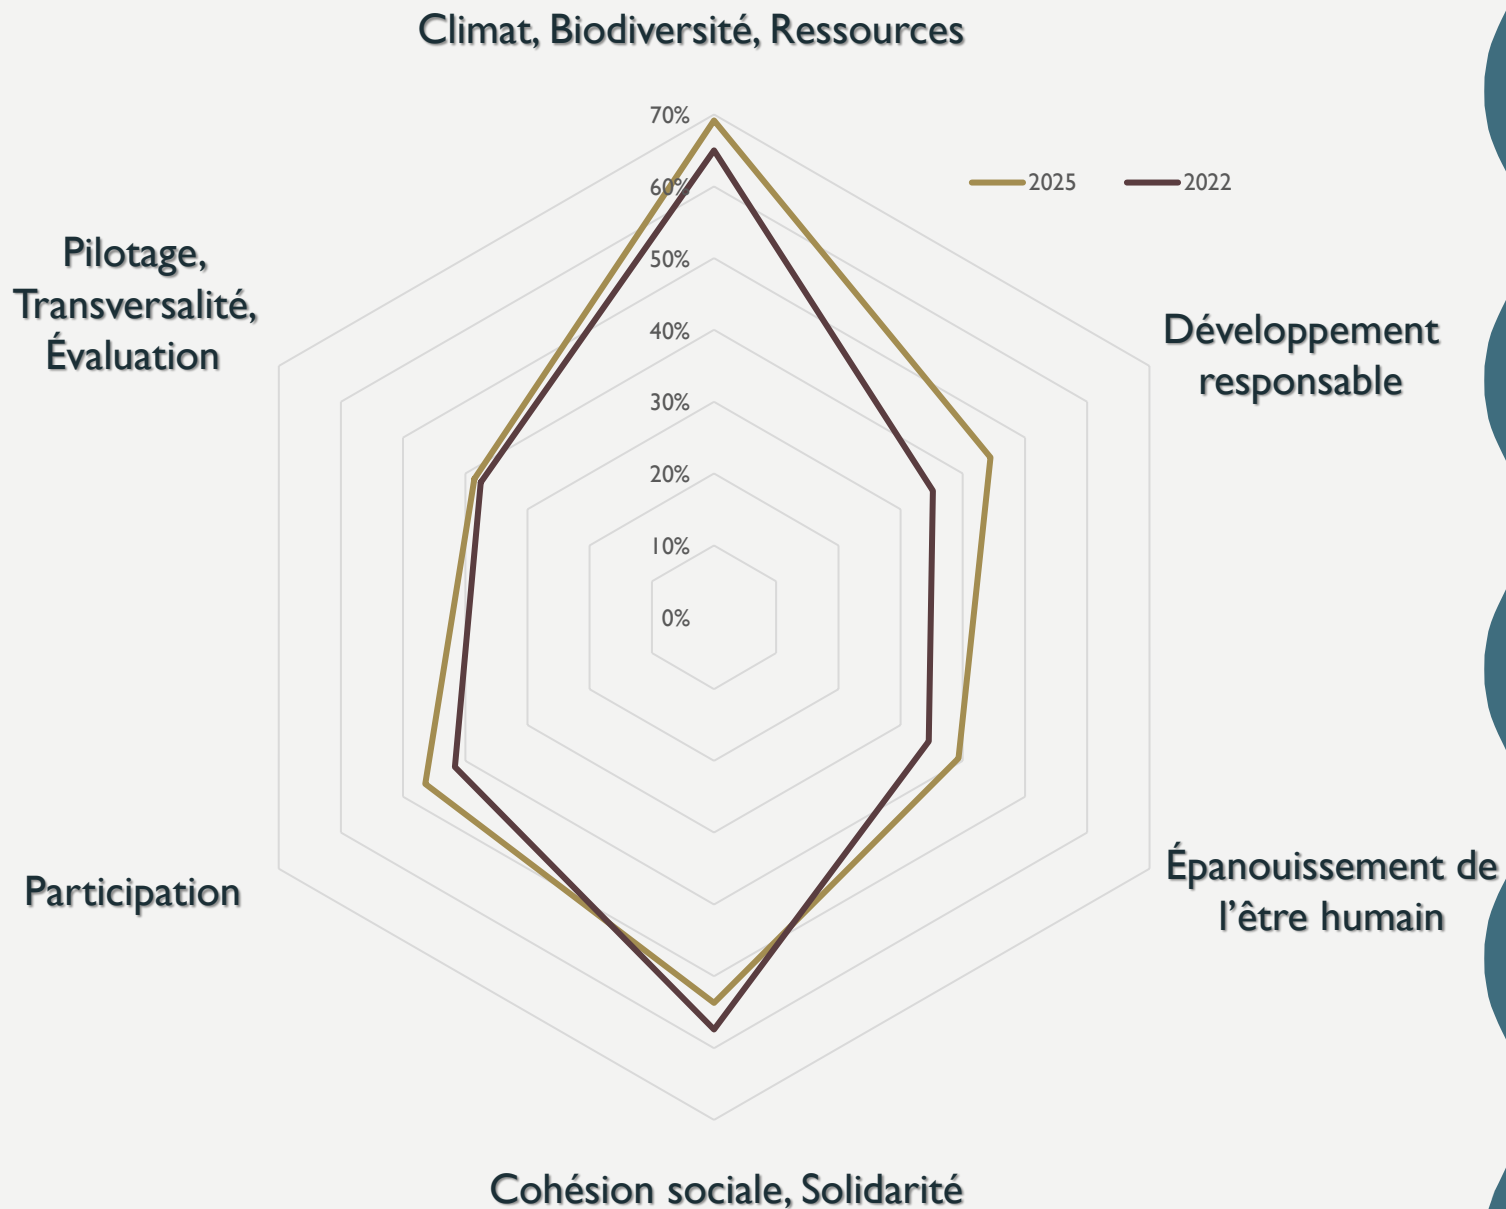 Climat, Biodiversité, Ressources
70%
2025
2022
60%
Pilotage,
Transversalité,
Évaluation
50%
40%
Développement
responsable
30%
20%
10%
0%
Participation
Épanouissement de
l’être humain
Cohésion sociale, Solidarité